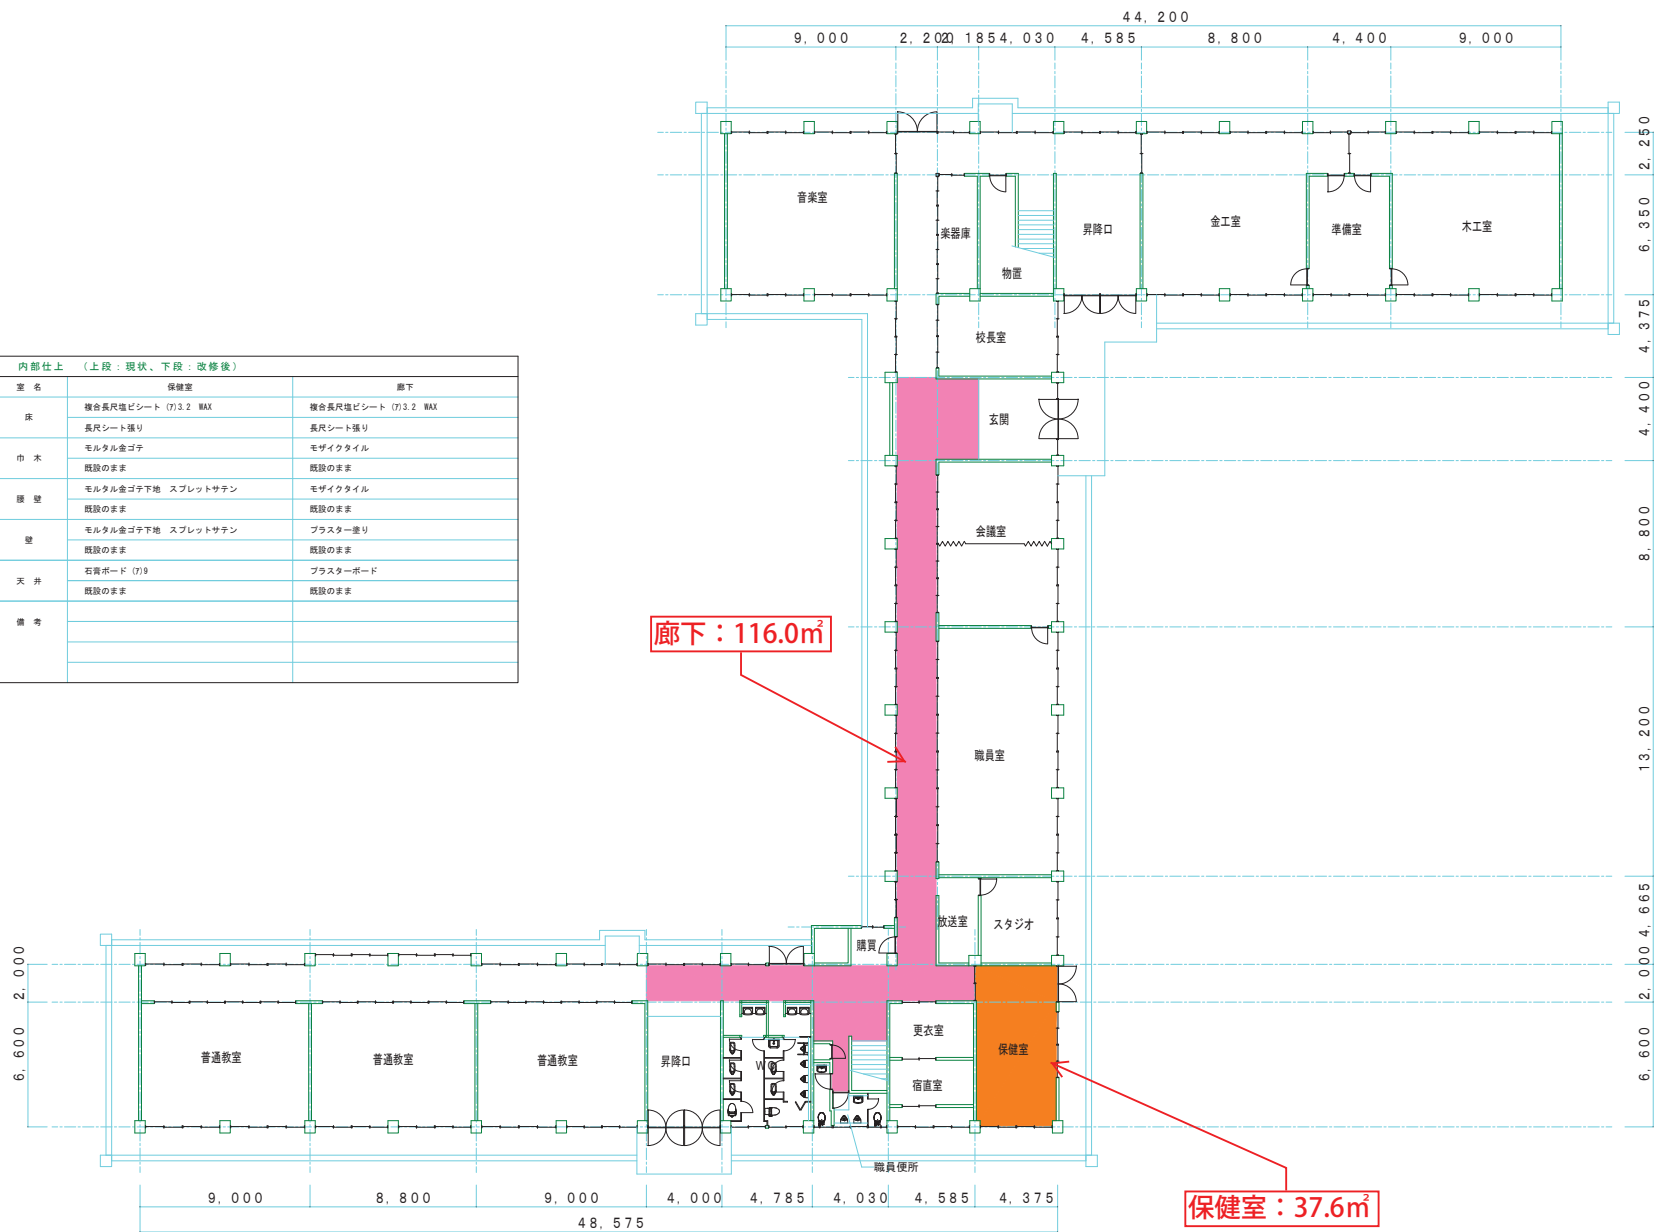 44,200
9,000 2,200 2,185 4,030 4,585 8,800 4,400 9,000
2,250
6,350
4,375
4,400
8,800
13,200
4,665
2,000
6,600
音楽室
楽器庫
物置
昇降口
金工室
準備室
木工室
校長室
玄関
会議室
職員室
放送室
スタジオ
購買
内部仕上 (上段:現状、下段:改修後)
室 名 保健室 廊下
床 複合長尺塩ビシート (ア)3.2 WAX 複合長尺塩ビシート (ア)3.2 WAX
長尺シート張り 長尺シート張り
巾 木 モルタル金ゴテ モザイクタイル
既設のまま 既設のまま
腰 壁 モルタル金ゴテ下地 スプレットサテン モザイクタイル
既設のまま 既設のまま
壁 モルタル金ゴテ下地 スプレットサテン プラスター塗り
既設のまま 既設のまま
天 井 石膏ボード (ア)9 プラスターボード
既設のまま 既設のまま
備 考
廊下:116.0㎡
2,000
6,600
普通教室
普通教室
普通教室
昇降口
WC
更衣室
宿直室
保健室
職員便所
9,000 8,800 9,000 4,000 4,785 4,030 4,585 4,375
48,575
保健室:37.6㎡